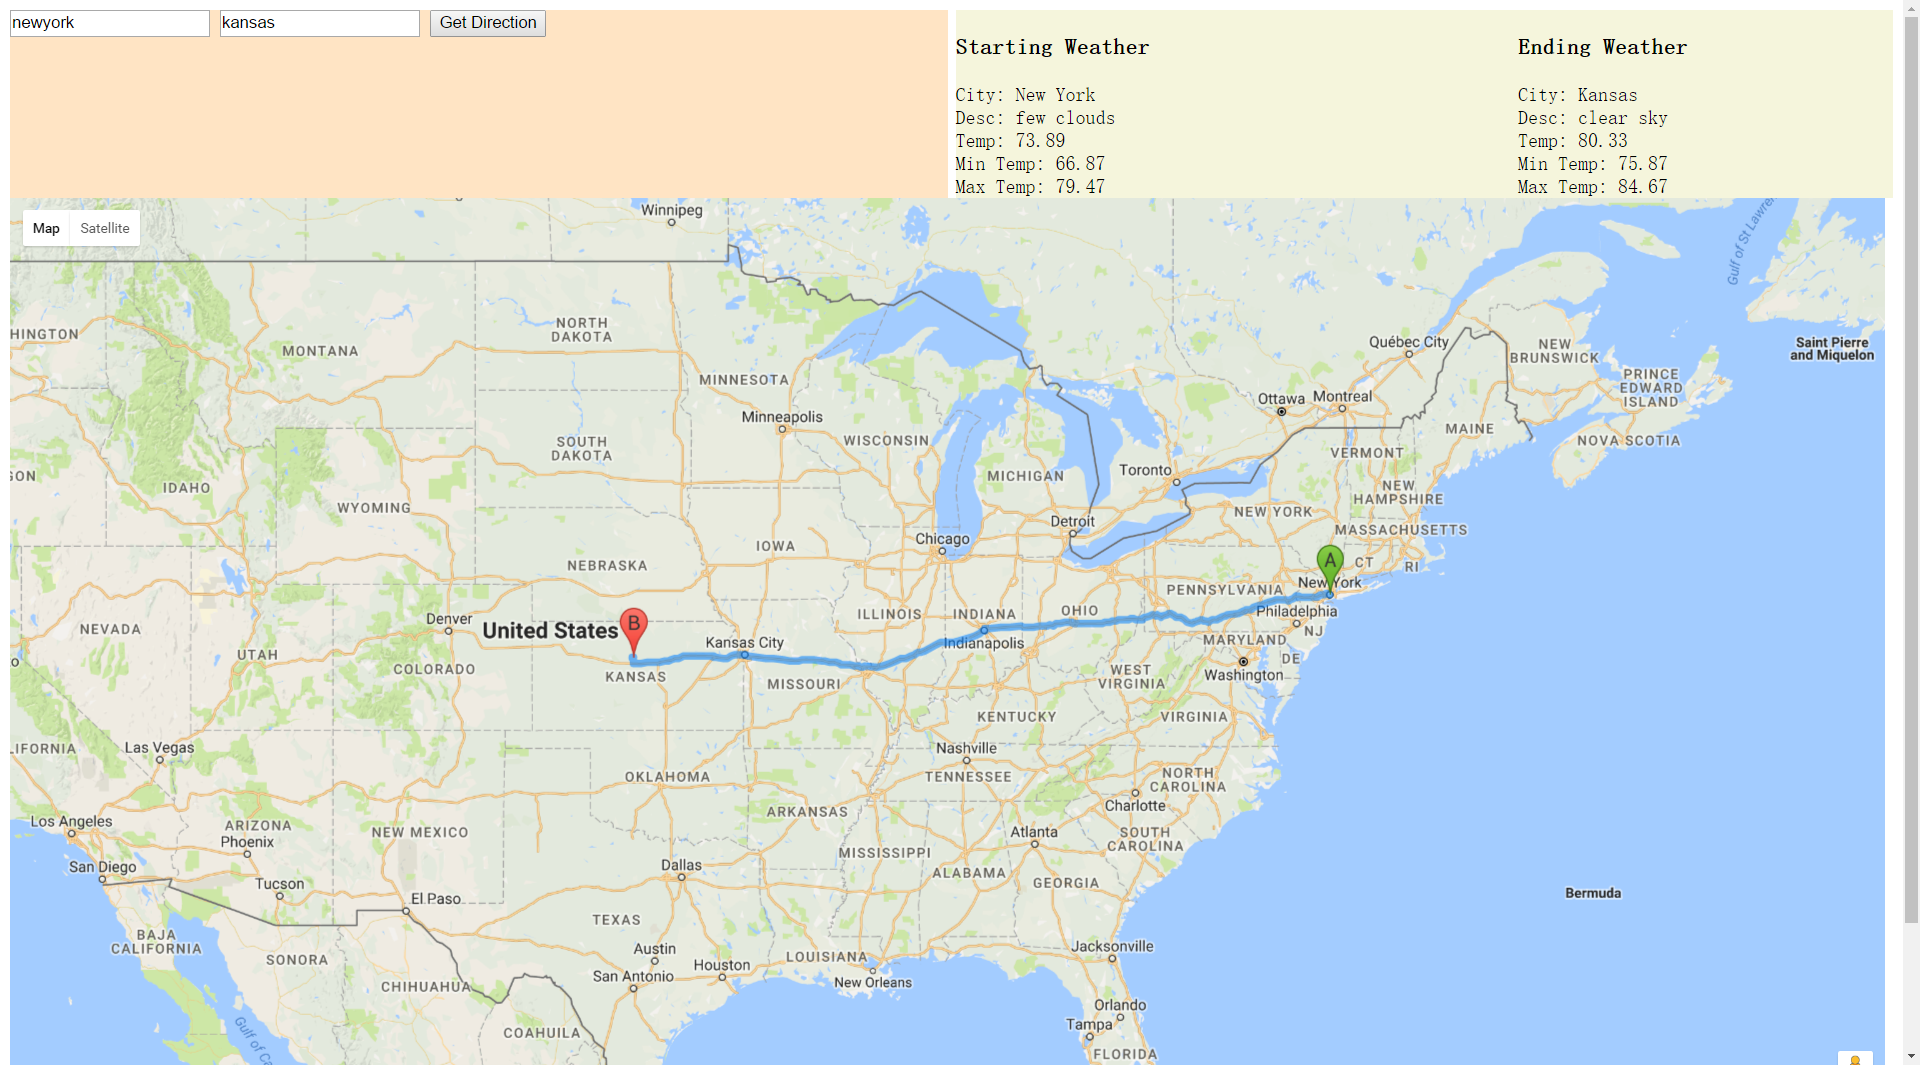 newyork
kansas
Get Direction
Starting Weather
City: New York
Desc: few clouds
Temp: 73.89
Min Temp: 66.87
Max Temp: 79.47
Ending Weather
City: Kansas
Desc: clear sky
Temp: 80.33
Min Temp: 75.87
Max Temp: 84.67
Map
Satellite
Winnipeg
Gulf of St Lawren
HINGTON
MONTANA
NORTH
DAKOTA
MINNESOTA
Minneapolis
SOUTH
DAKOTA
WISCONSIN
MICHIGAN
Toronto
Ottawa
Montreal
Québec City
NEW
BRUNSWICK
PRINCE
EDWARD
ISLAND
Saint Pierre
and Miquelon
MAINE
NOVA SCOTIA
VERMONT
NEW
HAMPSHIRE
GON
IDAHO
WYOMING
NEW YORK
MASSACHUSETTS
Detroit
Chicago
IOWA
NEBRASKA
CT
RI
A
New York
PENNSYLVANIA
Philadelphia
NJ
OHIO
INDIANA
ILLINOIS
Indianapolis
MARYLAND
DE
Washington
WEST
VIRGINIA
VIRGINIA
Denver
United States
B
Kansas City
KANSAS
MISSOURI
NEVADA
UTAH
COLORADO
KENTUCKY
LIFORNIA
Las Vegas
Nashville
TENNESSEE
NORTH
CAROLINA
Charlotte
OKLAHOMA
ARKANSAS
Los Angeles
ARIZONA
Phoenix
NEW MEXICO
Atlanta
SOUTH
CAROLINA
MISSISSIPPI
San Diego
Dallas
ALABAMA
GEORGIA
Tucson
El Paso
Bermuda
TEXAS
BAJA
CALIFORNIA
SONORA
Austin
San Antonio
Houston
LOUISIANA
New Orleans
Jacksonville
CHIHUAHUA
Orlando
Tampa
Gulf of Ca
COAHUILA
FLORIDA